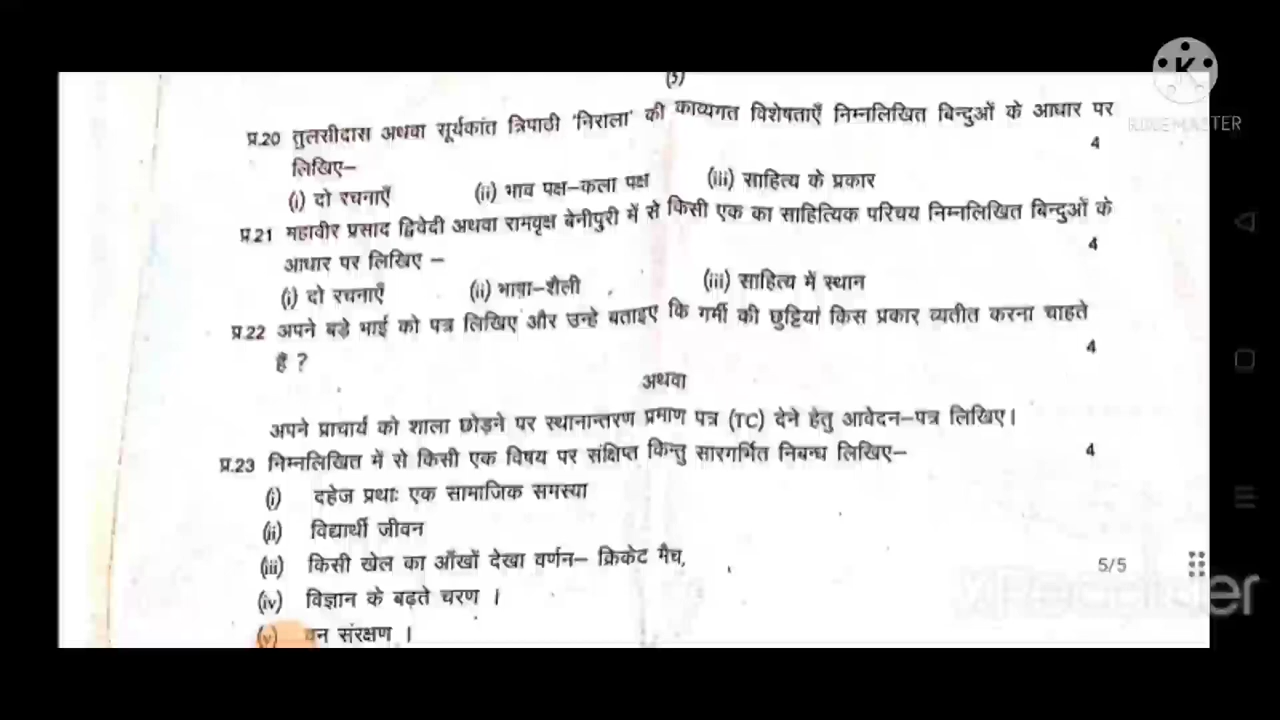 (5)
K
प्र.20 तुलसीदास अथवा सूर्यकांत त्रिपाठी 'निराला' की काव्यगत विशेषताएँ निम्नलिखित बिन्दुओं के आधार पर
लिखिए– 4
(i) दो रचनाएँ (ii) भाव पक्ष–कला पक्ष (iii) साहित्य के प्रकार
प्र.21 महावीर प्रसाद द्विवेदी अथवा रामवृक्ष बेनीपुरी में से किसी एक का साहित्यिक परिचय निम्नलिखित बिन्दुओं के
आधार पर लिखिए – 4
(i) दो रचनाएँ (ii) भाषा–शैली (iii) साहित्य में स्थान
प्र.22 अपने बड़े भाई को पत्र लिखिए और उन्हे बताइए कि गर्मी की छुट्टियां किस प्रकार व्यतीत करना चाहते
हैं ? 4
अथवा
अपने प्राचार्य को शाला छोड़ने पर स्थानान्तरण प्रमाण पत्र (TC) देने हेतु आवेदन–पत्र लिखिए।
प्र.23 निम्नलिखित में से किसी एक विषय पर संक्षिप्त किन्तु सारगर्भित निबन्ध लिखिए– 4
(i) दहेज प्रथाः एक सामाजिक समस्या
(ii) विद्यार्थी जीवन
(iii) किसी खेल का आँखों देखा वर्णन– क्रिकेट मैच,
5/5
(iv) विज्ञान के बढ़ते चरण ।
(v) वन संरक्षण ।